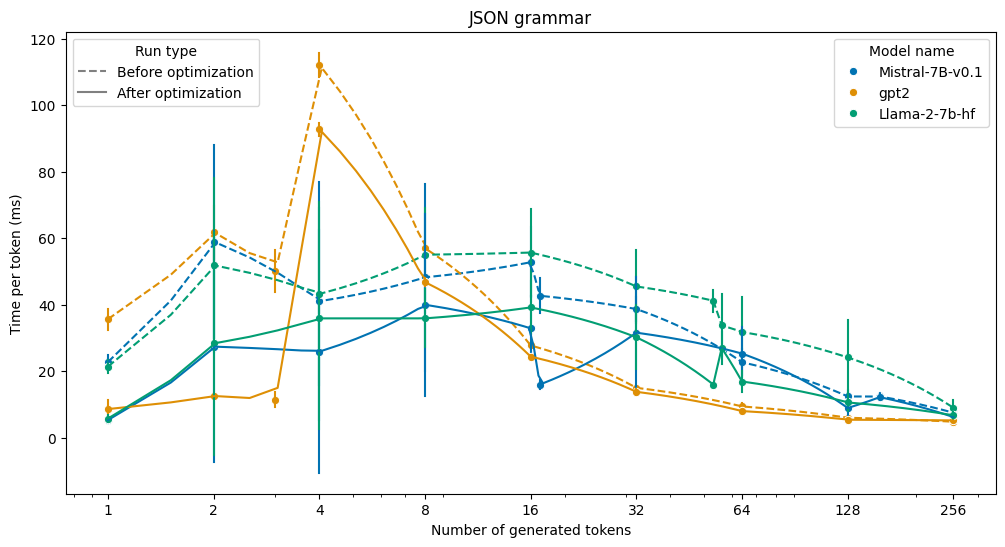 JSON grammar
Run type
Before optimization
After optimization
Model name
Mistral-7B-v0.1
gpt2
Llama-2-7b-hf
Time per token (ms)
120
100
80
60
40
20
0
1 2 4 8 16 32 64 128 256
Number of generated tokens